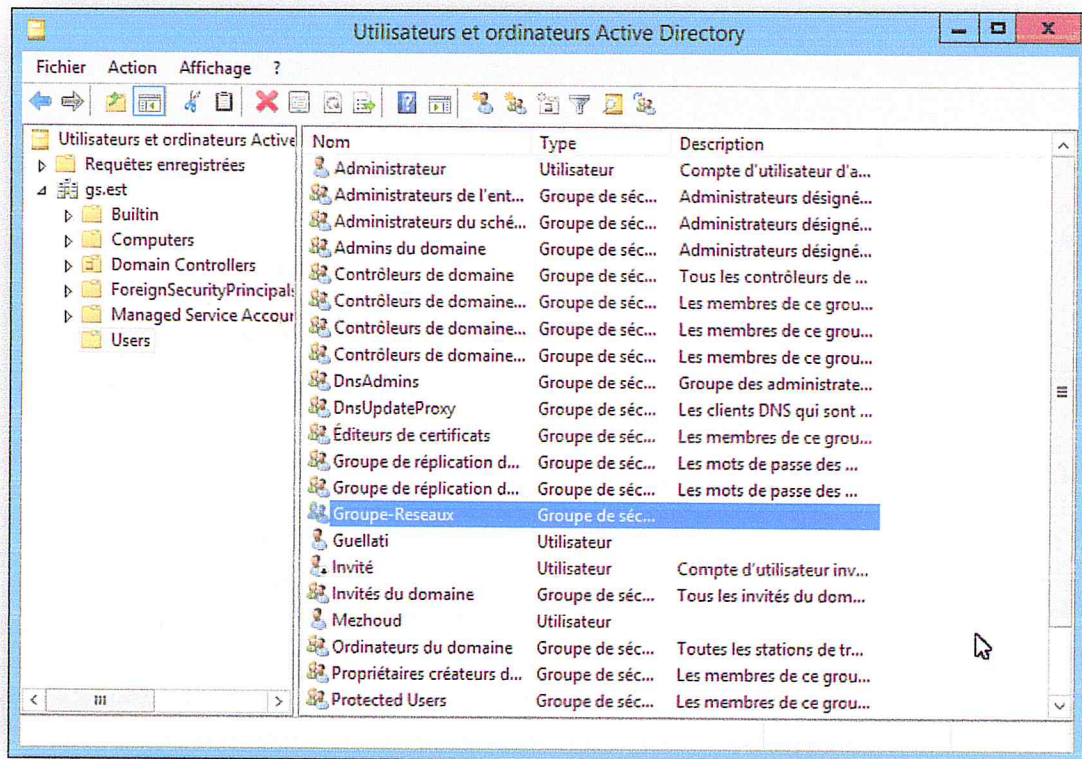 Utilisateurs et ordinateurs Active Directory
Fichier Action Affichage ?
Utilisateurs et ordinateurs Active
Requêtes enregistrées
gs.est
Builtin
Computers
Domain Controllers
ForeignSecurityPrincipals
Managed Service Accour
Users
Nom Type Description
Administrateur Utilisateur Compte d'utilisateur d'a...
Administrateurs de l'ent... Groupe de séc... Administrateurs désigné...
Administrateurs du sché... Groupe de séc... Administrateurs désigné...
Admins du domaine Groupe de séc... Administrateurs désigné...
Contrôleurs de domaine Groupe de séc... Tous les contrôleurs de ...
Contrôleurs de domaine... Groupe de séc... Les membres de ce grou...
Contrôleurs de domaine... Groupe de séc... Les membres de ce grou...
Contrôleurs de domaine... Groupe de séc... Les membres de ce grou...
DnsAdmins Groupe de séc... Groupe des administrate...
DnsUpdateProxy Groupe de séc... Les clients DNS qui sont ...
Éditeurs de certificats Groupe de séc... Les membres de ce grou...
Groupe de réplication d... Groupe de séc... Les mots de passe des ...
Groupe de réplication d... Groupe de séc... Les mots de passe des ...
Groupe-Reseaux Groupe de séc...
Guellati Utilisateur
Invité Utilisateur Compte d'utilisateur inv...
Invités du domaine Groupe de séc... Tous les invités du dom...
Mezhoud Utilisateur
Ordinateurs du domaine Groupe de séc... Toutes les stations de tr...
Propriétaires créateurs d... Groupe de séc... Les membres de ce grou...
Protected Users Groupe de séc... Les membres de ce grou...